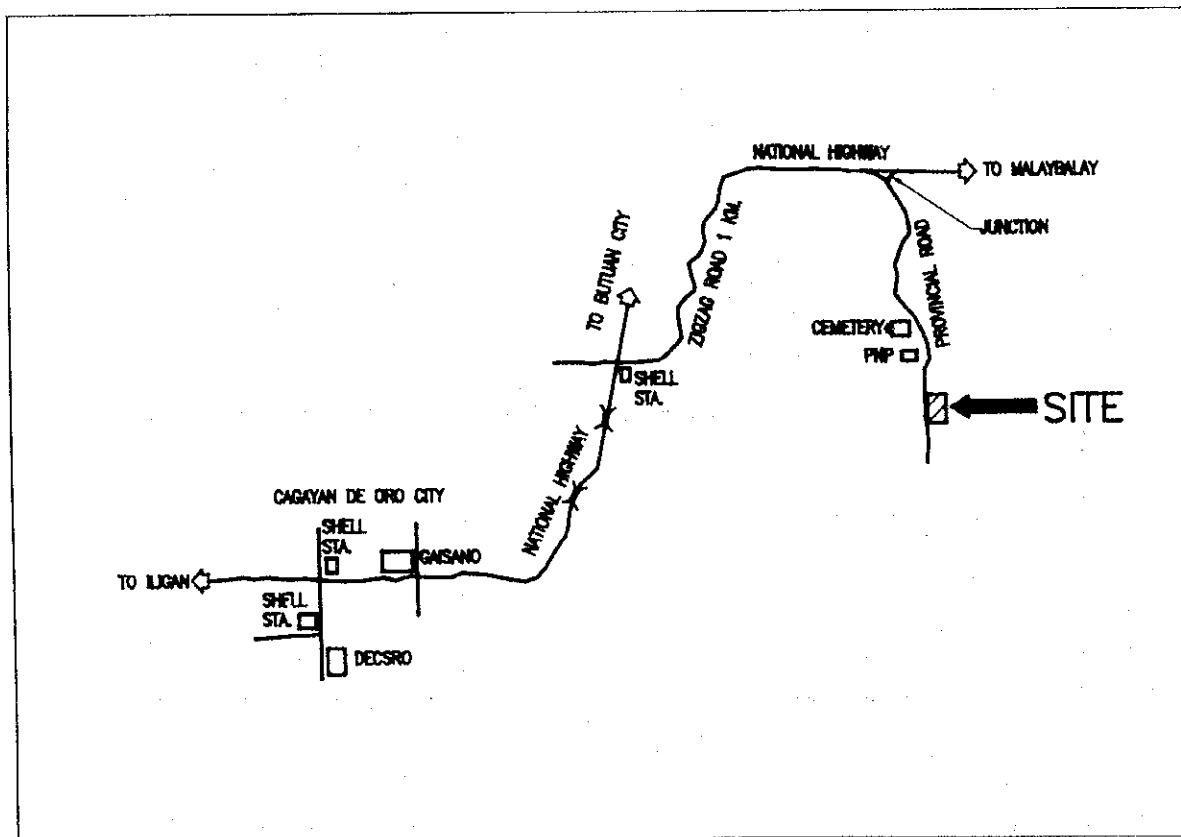 NATIONAL HIGHWAY
TO MALAYBALAY
JUNCTION
TO BUTUAN CITY
ZIGZAG ROAD 1 KM.
PROVINCIAL ROAD
CEMETERY
PNP
SHELL
STA.
SITE
NATIONAL HIGHWAY
CAGAYAN DE ORO CITY
SHELL
STA.
GAISANO
TO ILIGAN
SHELL
STA.
DECSRO